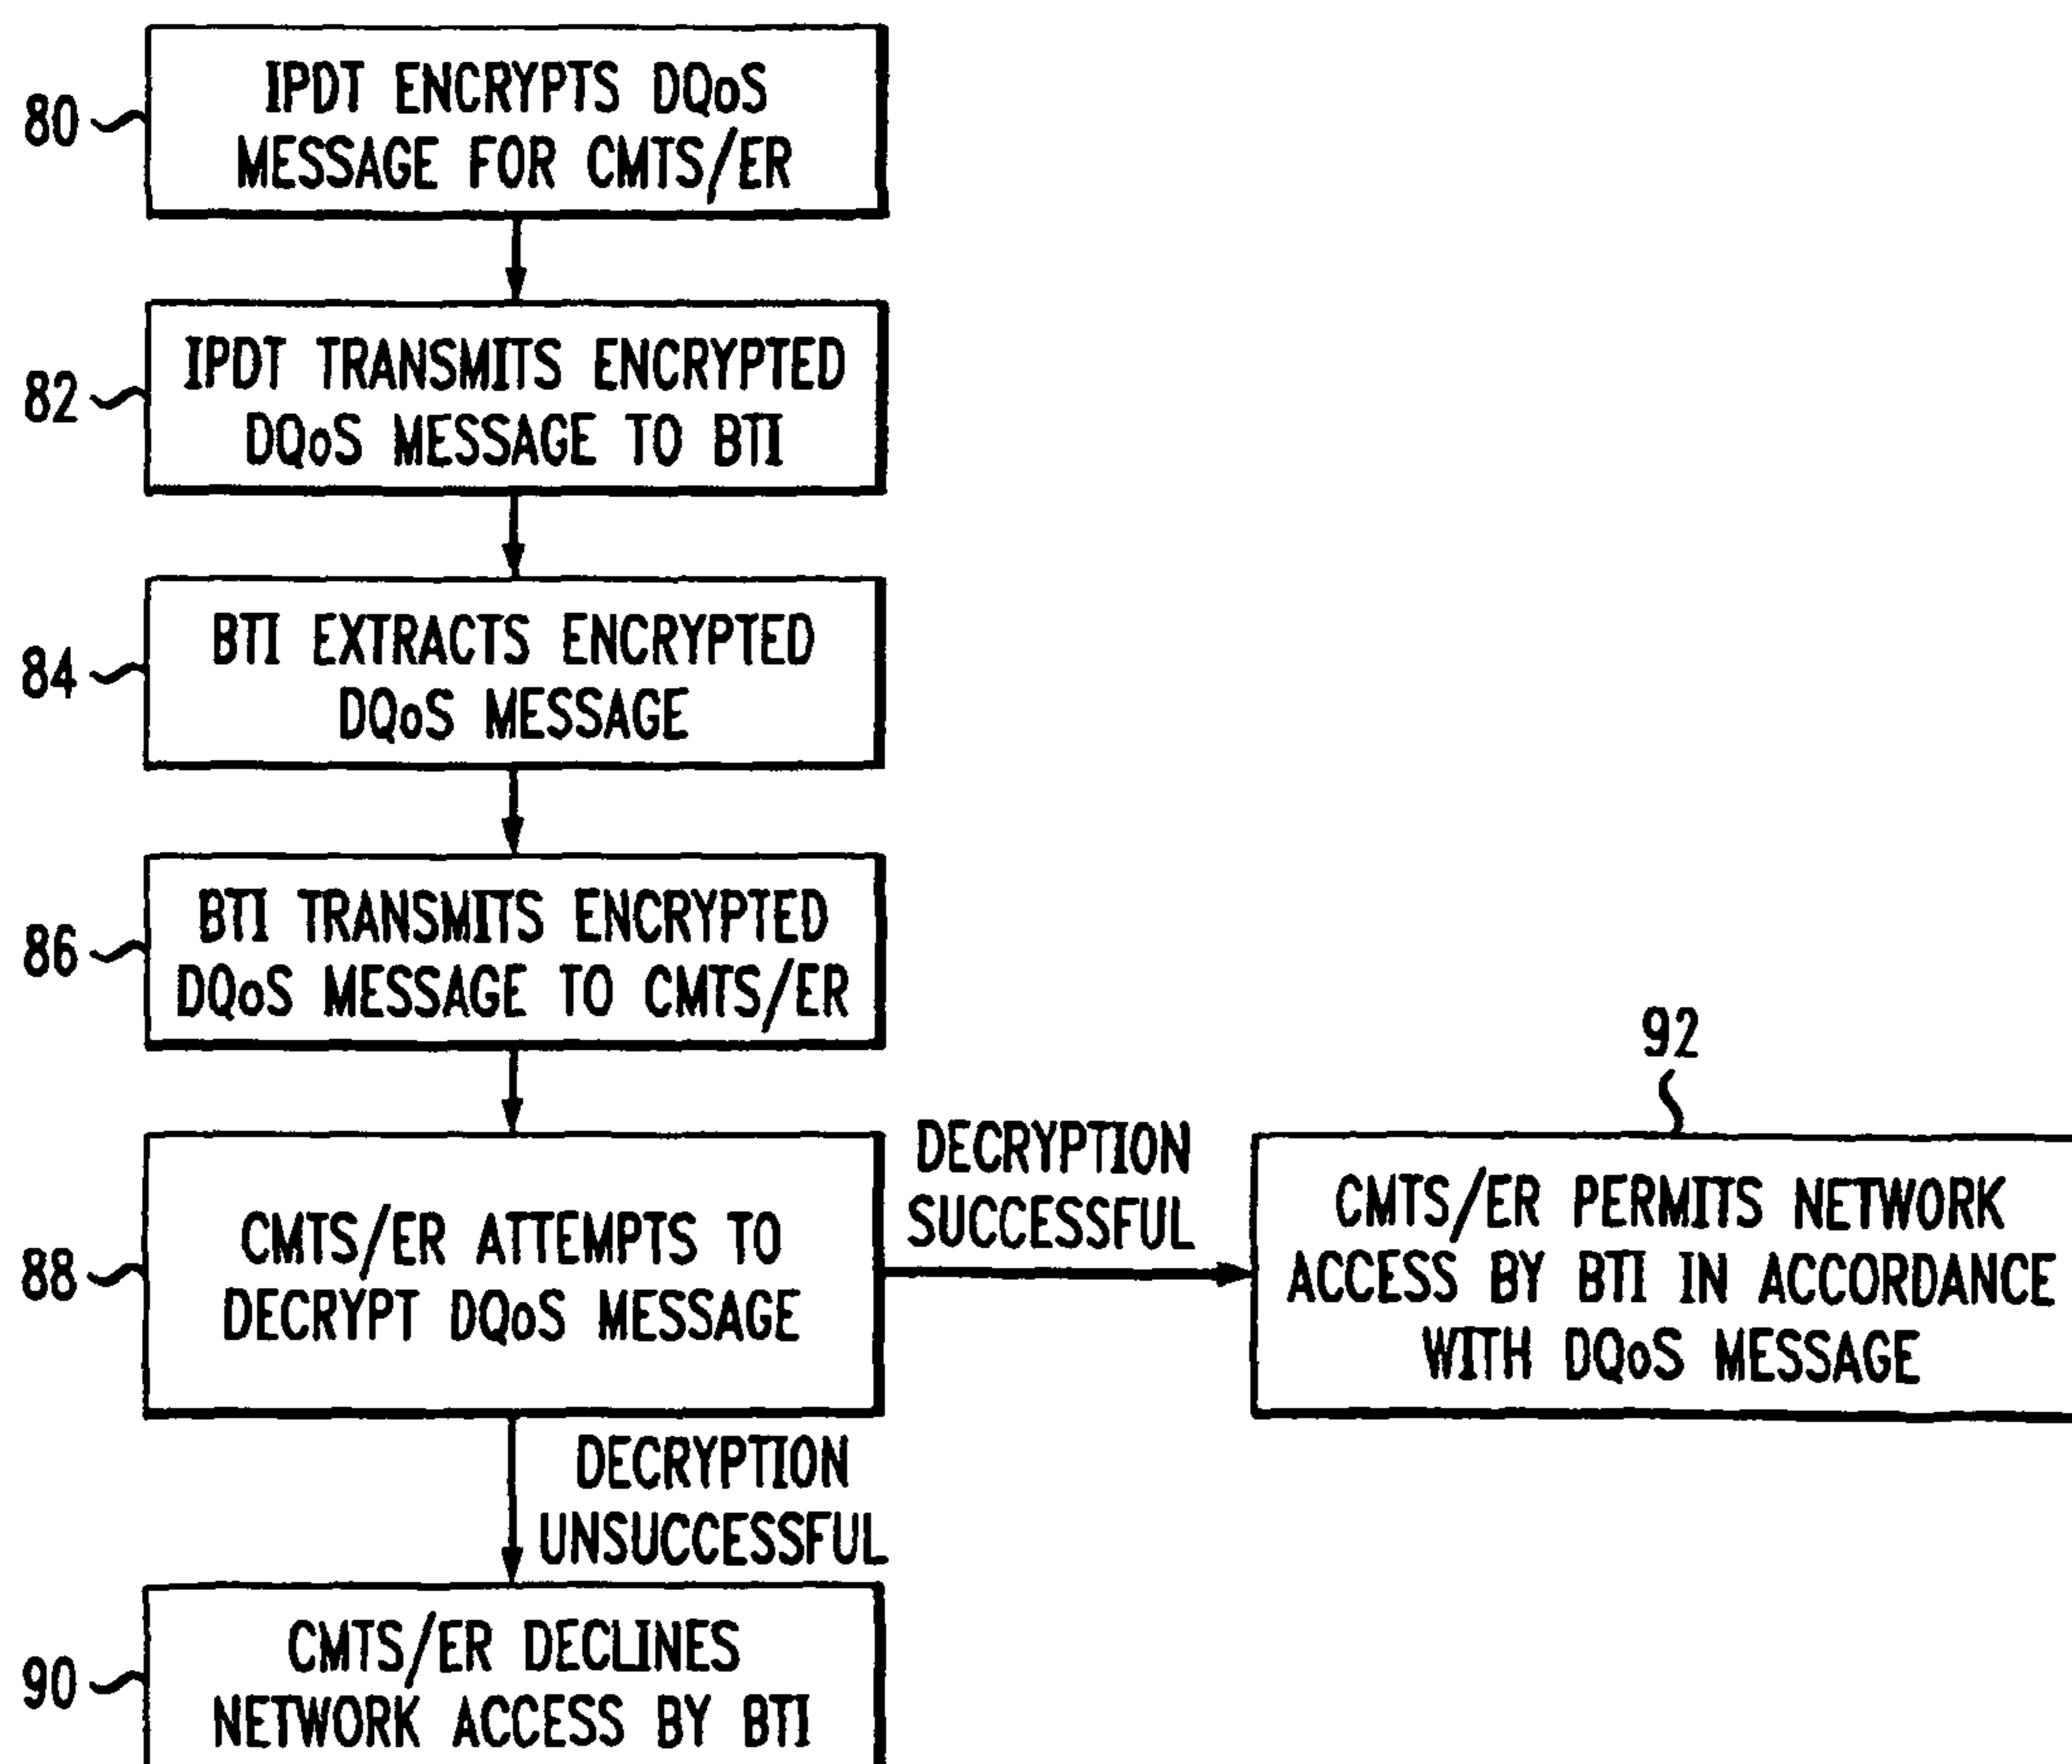 80
IPDT ENCRYPTS DQoS
MESSAGE FOR CMTS/ER
82
IPDT TRANSMITS ENCRYPTED
DQoS MESSAGE TO BTI
84
BTI EXTRACTS ENCRYPTED
DQoS MESSAGE
86
BTI TRANSMITS ENCRYPTED
DQoS MESSAGE TO CMTS/ER
88
CMTS/ER ATTEMPTS TO
DECRYPT DQoS MESSAGE
DECRYPTION
SUCCESSFUL
92
CMTS/ER PERMITS NETWORK
ACCESS BY BTI IN ACCORDANCE
WITH DQoS MESSAGE
DECRYPTION
UNSUCCESSFUL
90
CMTS/ER DECLINES
NETWORK ACCESS BY BTI